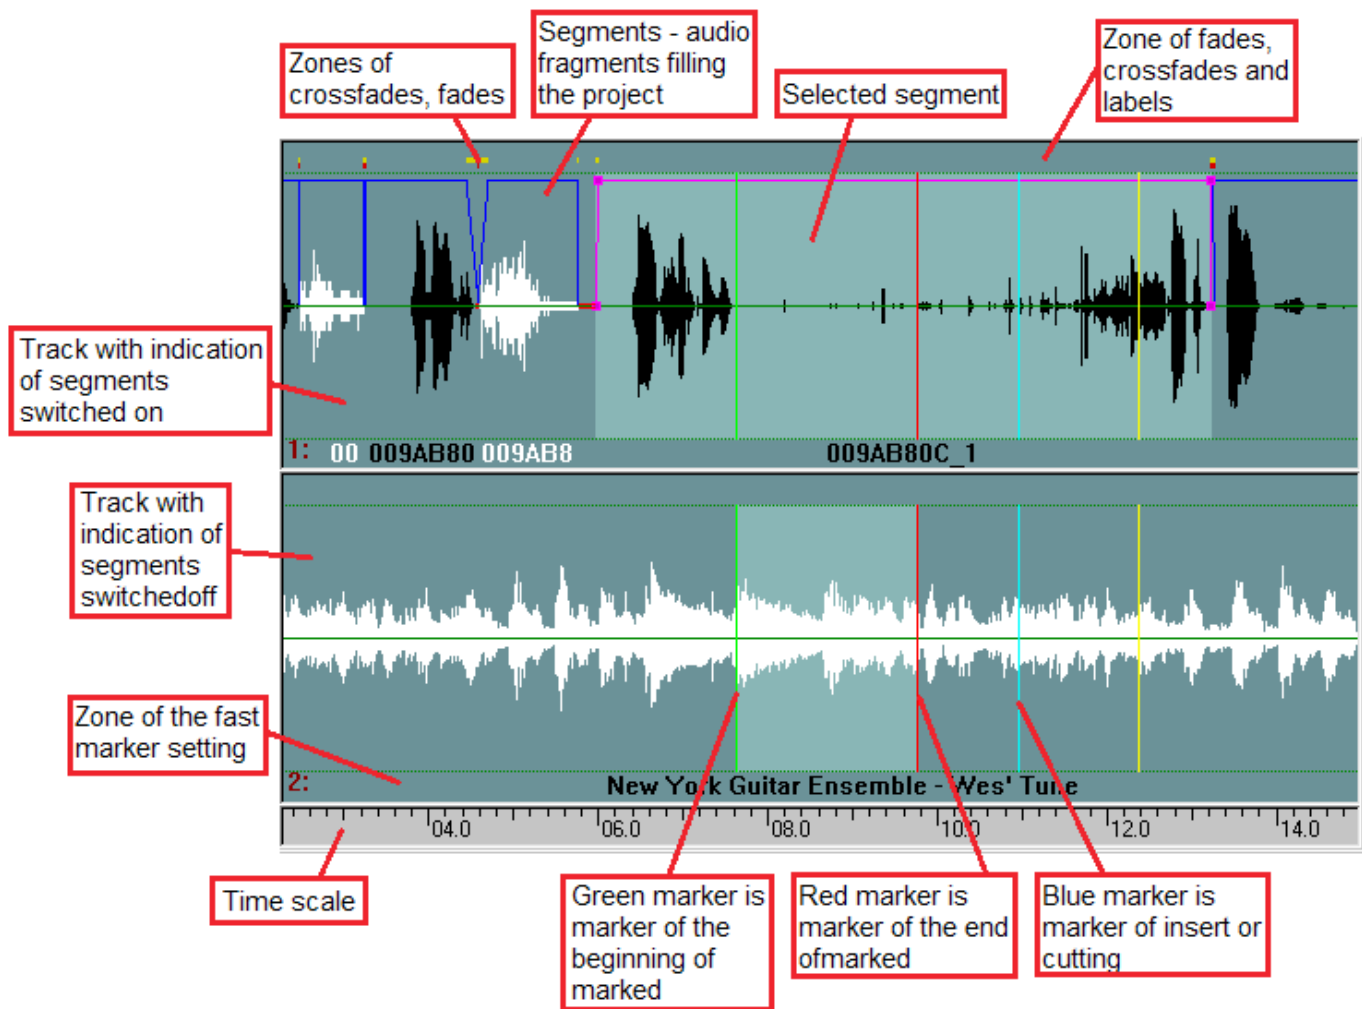 Zones of
crossfades, fades
Segments - audio
fragments filling
the project
Selected segment
Zone of fades,
crossfades and
labels
Track with indication
of segments
switched on
1: 00 009AB80 009AB8 009AB80C_1
Track with
indication of
segments
switchedoff
Zone of the fast
marker setting
2: New York Guitar Ensemble - Wes' Tune
04.0 06.0 08.0 10.0 12.0 14.0
Time scale
Green marker is
marker of the
beginning of
marked
Red marker is
marker of the end
ofmarked
Blue marker is
marker of insert or
cutting